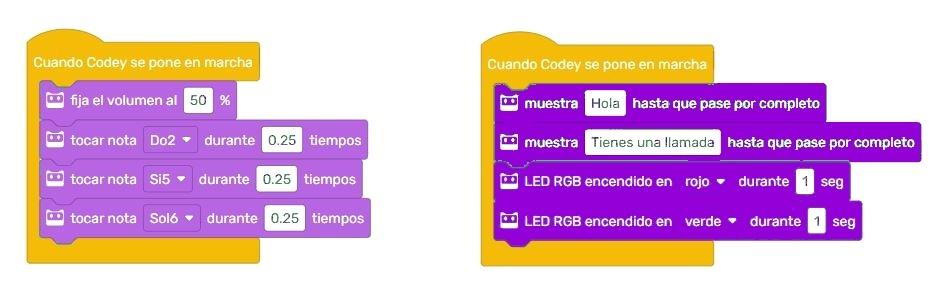 Cuando Codey se pone en marcha
fija el volumen al 50 %
tocar nota Do2 durante 0.25 tiempos
tocar nota Si5 durante 0.25 tiempos
tocar nota Sol6 durante 0.25 tiempos
Cuando Codey se pone en marcha
muestra Hola hasta que pase por completo
muestra Tienes una llamada hasta que pase por completo
LED RGB encendido en rojo durante 1 seg
LED RGB encendido en verde durante 1 seg